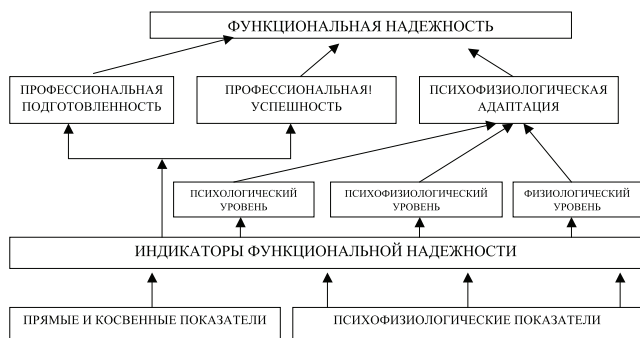 ФУНКЦИОНАЛЬНАЯ НАДЕЖНОСТЬ
ПРОФЕССИОНАЛЬНАЯ
ПОДГОТОВЛЕННОСТЬ
ПРОФЕССИОНАЛЬНАЯ!
УСПЕШНОСТЬ
ПСИХОФИЗИОЛОГИЧЕСКАЯ
АДАПТАЦИЯ
ПСИХОЛОГИЧЕСКИЙ
УРОВЕНЬ
ПСИХОФИЗИОЛОГИЧЕСКИЙ
УРОВЕНЬ
ФИЗИОЛОГИЧЕСКИЙ
УРОВЕНЬ
ИНДИКАТОРЫ ФУНКЦИОНАЛЬНОЙ НАДЕЖНОСТИ
ПРЯМЫЕ И КОСВЕННЫЕ ПОКАЗАТЕЛИ
ПСИХОФИЗИОЛОГИЧЕСКИЕ ПОКАЗАТЕЛИ